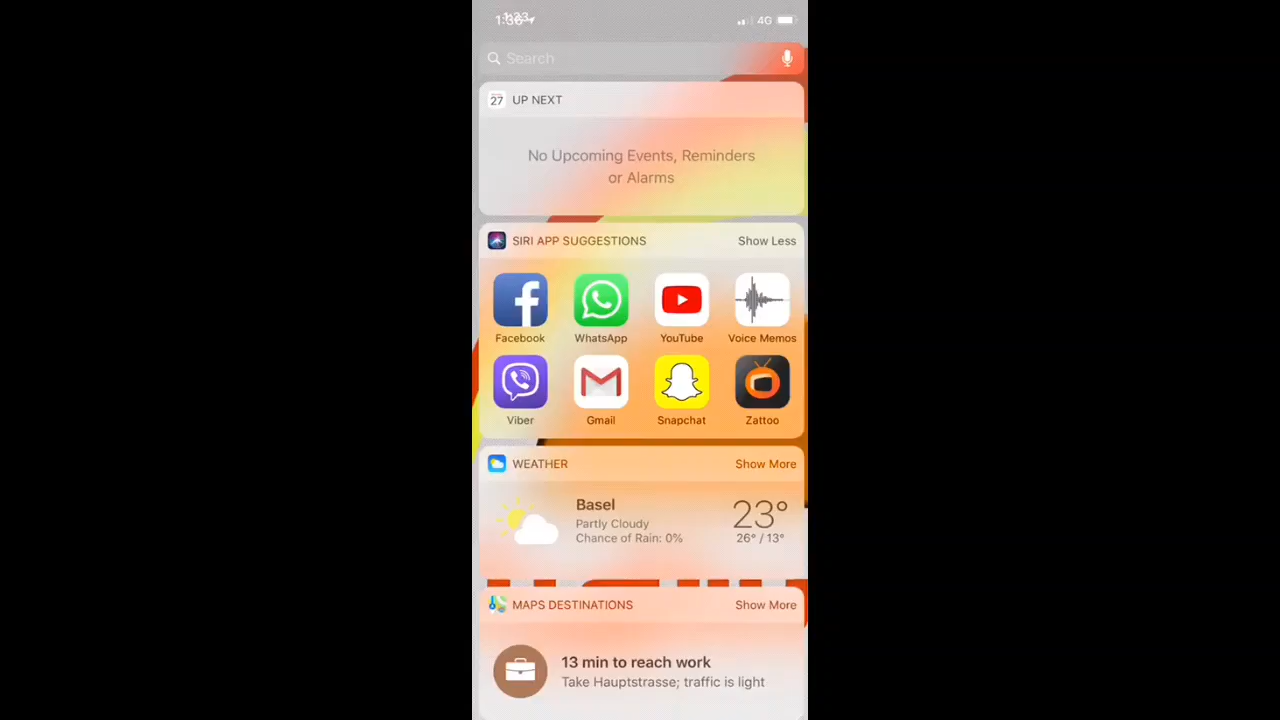 4G
Search
27 UP NEXT
No Upcoming Events, Reminders
or Alarms
SIRI APP SUGGESTIONS Show Less
Facebook WhatsApp YouTube Voice Memos
Viber Gmail Snapchat Zattoo
WEATHER Show More
Basel 23°
Partly Cloudy
Chance of Rain: 0% 26° / 13°
MAPS DESTINATIONS Show More
13 min to reach work
Take Hauptstrasse; traffic is light